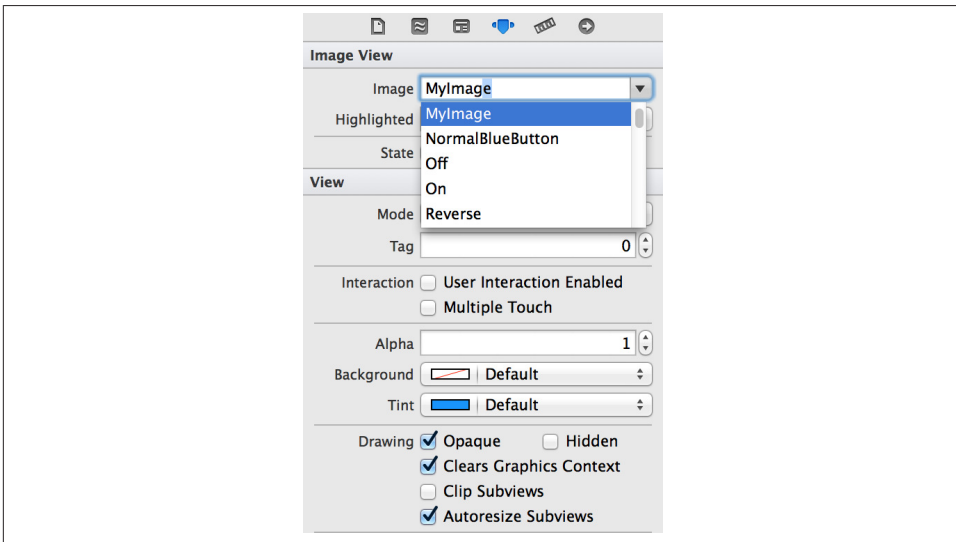 Image View
Image MyImage
Highlighted MyImage
NormalBlueButton
State Off
On
View
Mode Reverse
Tag 0
Interaction User Interaction Enabled
Multiple Touch
Alpha 1
Background Default
Tint Default
Drawing Opaque Hidden
Clears Graphics Context
Clip Subviews
Autoresize Subviews